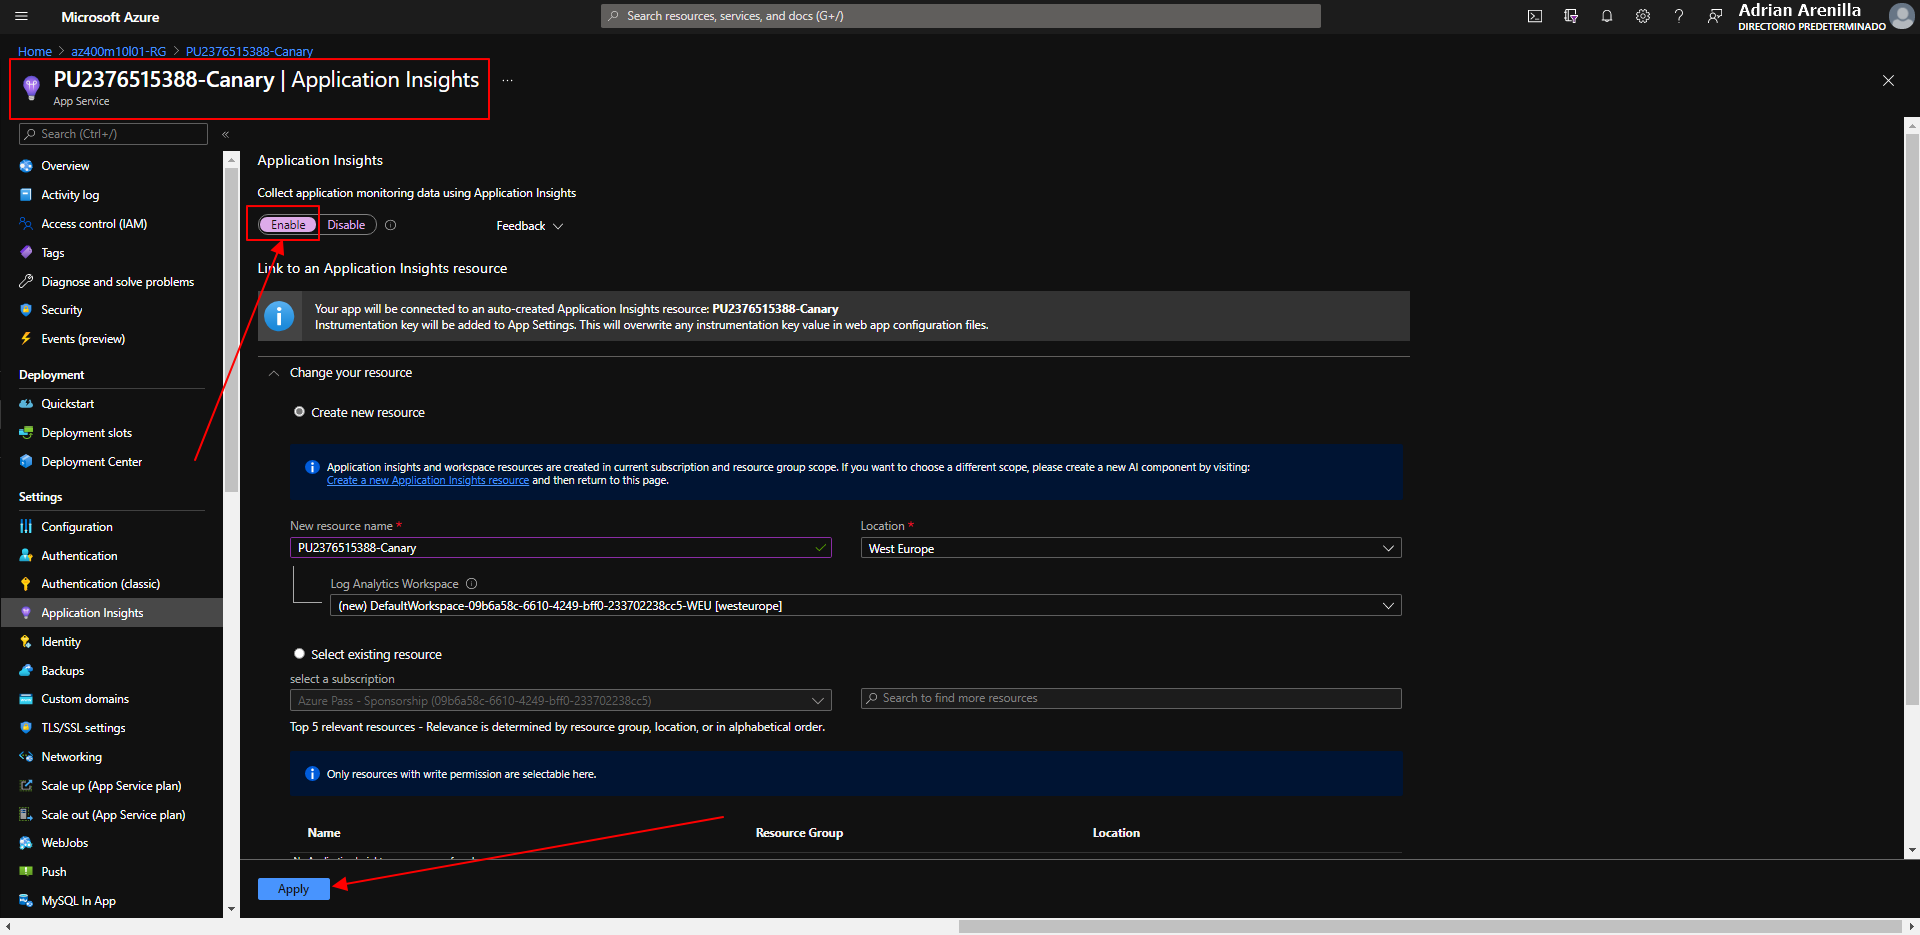 Microsoft Azure
Search resources, services, and docs (G+/)
Adrian Arenilla
DIRECTORIO PREDETERMINADO
Home > az400m10l01-RG > PU2376515388-Canary
PU2376515388-Canary | Application Insights ...
App Service
Search (Ctrl+/)
«
Overview
Activity log
Access control (IAM)
Tags
Diagnose and solve problems
Security
Events (preview)
Deployment
Quickstart
Deployment slots
Deployment Center
Settings
Configuration
Authentication
Authentication (classic)
Application Insights
Identity
Backups
Custom domains
TLS/SSL settings
Networking
Scale up (App Service plan)
Scale out (App Service plan)
WebJobs
Push
MySQL In App
Application Insights
Collect application monitoring data using Application Insights
Enable Disable
Feedback
Link to an Application Insights resource
Your app will be connected to an auto-created Application Insights resource: PU2376515388-Canary
Instrumentation key will be added to App Settings. This will overwrite any instrumentation key value in web app configuration files.
Change your resource
Create new resource
Application insights and workspace resources are created in current subscription and resource group scope. If you want to choose a different scope, please create a new AI component by visiting:
Create a new Application Insights resource and then return to this page.
New resource name *
PU2376515388-Canary
Location *
West Europe
Log Analytics Workspace
(new) DefaultWorkspace-09b6a58c-6610-4249-bff0-233702238cc5-WEU [westeurope]
Select existing resource
select a subscription
Azure Pass - Sponsorship (09b6a58c-6610-4249-bff0-233702238cc5)
Search to find more resources
Top 5 relevant resources - Relevance is determined by resource group, location, or in alphabetical order.
Only resources with write permission are selectable here.
Name Resource Group Location
Apply